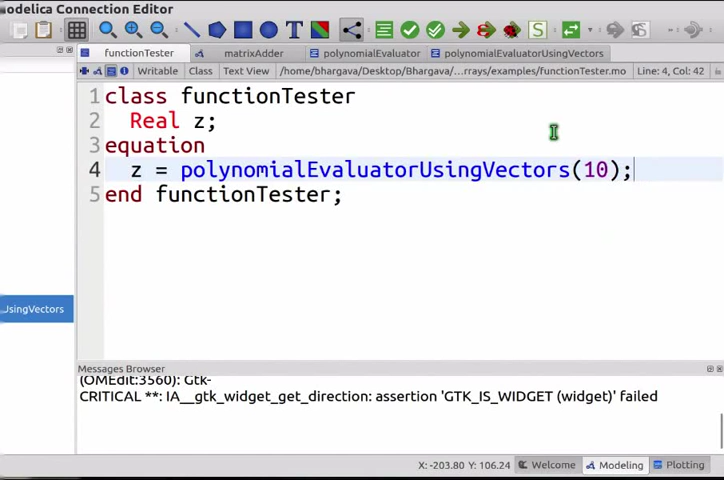 odelica Connection Editor
functionTester matrixAdder polynomialEvaluator polynomialEvaluatorUsingVectors
Writable Class Text View /home/bhargava/Desktop/Bhargava/...rrays/examples/functionTester.mo Line: 4, Col: 42
1 class functionTester
2 Real z;
3 equation
4 z = polynomialEvaluatorUsingVectors(10);
5 end functionTester;
UsingVectors
Messages Browser
(OMEdit:3560): Gtk-
CRITICAL **: IA__gtk_widget_get_direction: assertion 'GTK_IS_WIDGET (widget)' failed
X: -203.80 Y: 106.24 Welcome Modeling Plotting